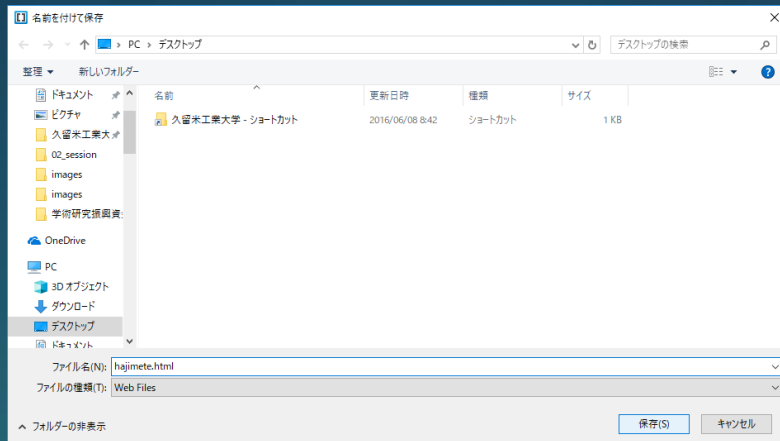 名前を付けて保存
PC › デスクトップ
デスクトップの検索
整理
新しいフォルダー
ドキュメント
ピクチャ
久留米工業大
02_session
images
images
学術研究振興資
OneDrive
PC
3D オブジェクト
ダウンロード
デスクトップ
ドキュメント
名前 更新日時 種類 サイズ
久留米工業大学 - ショートカット 2016/06/08 8:42 ショートカット 1 KB
ファイル名(N): hajimete.html
ファイルの種類(T): Web Files
フォルダーの非表示
保存(S)
キャンセル